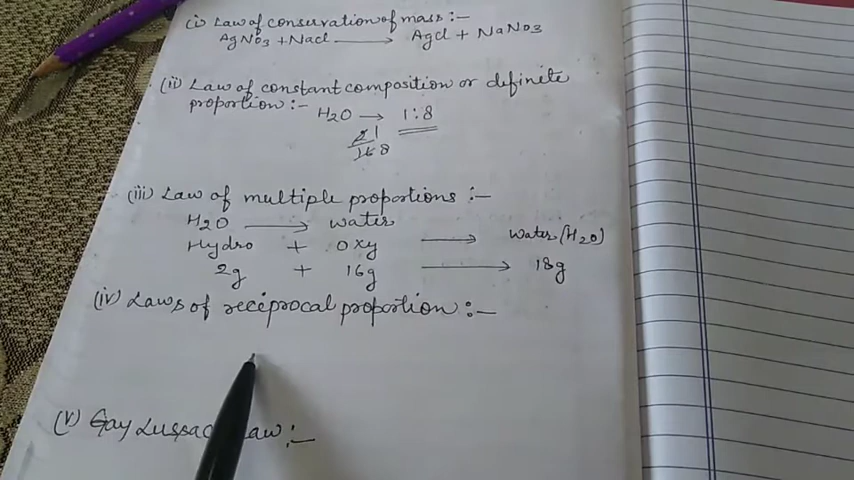 (i) Law of conservation of mass :-
AgNO3 + Nacl → Agcl + NaNO3
(ii) Law of constant composition or definite
proportion :- H2O → 1:8
2 1
16 8
(iii) Law of multiple proportions :-
H2O → water
Hydro + oxy → water (H2O)
2g + 16g → 18g
(iv) Laws of reciprocal proportion :-
(v) Gay Lussac Law :-